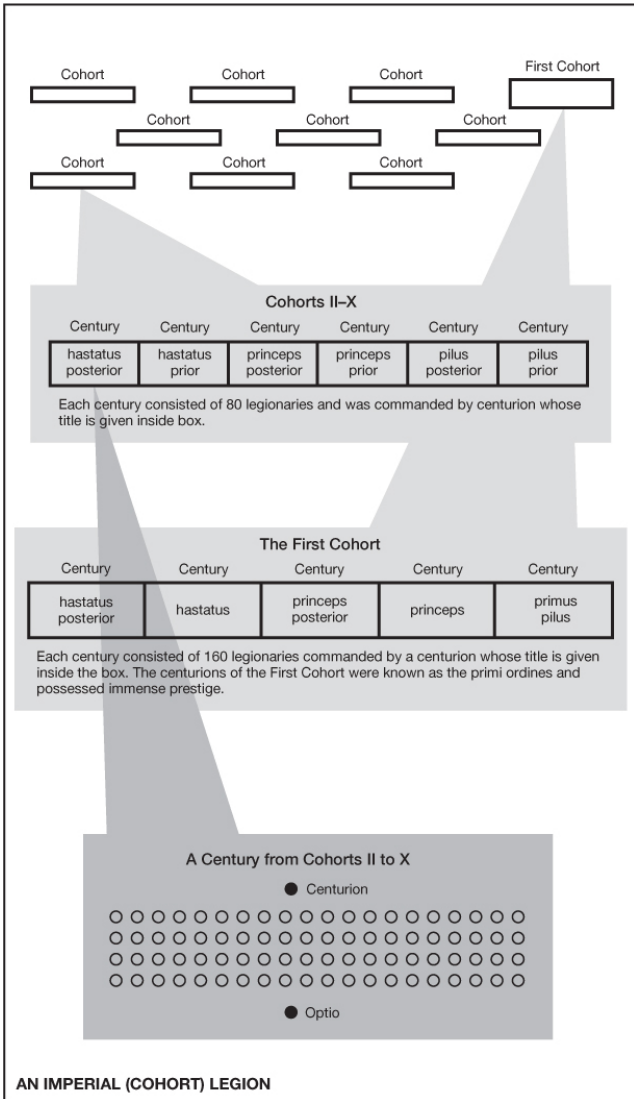 Cohort Cohort Cohort First Cohort
Cohort Cohort Cohort
Cohort Cohort Cohort
Cohorts II–X
Century Century Century Century Century Century
hastatus posterior hastatus prior princeps posterior princeps prior pilus posterior pilus prior
Each century consisted of 80 legionaries and was commanded by centurion whose
title is given inside box.
The First Cohort
Century Century Century Century Century
hastatus posterior hastatus princeps posterior princeps primus pilus
Each century consisted of 160 legionaries commanded by a centurion whose title is given
inside the box. The centurions of the First Cohort were known as the primi ordines and
possessed immense prestige.
A Century from Cohorts II to X
Centurion
Optio
AN IMPERIAL (COHORT) LEGION